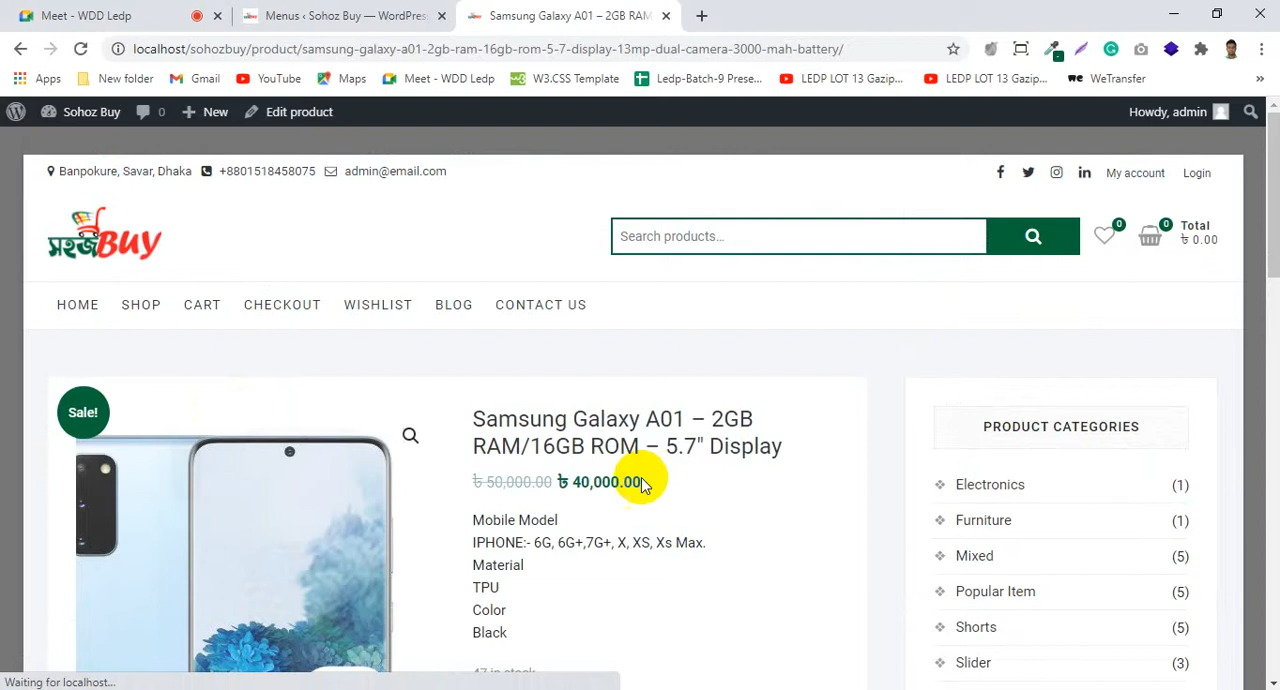 Meet - WDD Ledp
Menus ‹ Sohoz Buy — WordPress
Samsung Galaxy A01 – 2GB RAM
localhost/sohozbuy/product/samsung-galaxy-a01-2gb-ram-16gb-rom-5-7-display-13mp-dual-camera-3000-mah-battery/
Apps New folder Gmail YouTube Maps Meet - WDD Ledp W3.CSS Template Ledp-Batch-9 Prese... LEDP LOT 13 Gazip... LEDP LOT 13 Gazip... WeTransfer »
Sohoz Buy 0 New Edit product Howdy, admin
Banpokure, Savar, Dhaka +8801518458075 admin@email.com My account Login
সহজBuy
Search products…
0 0 Total
৳ 0.00
HOME SHOP CART CHECKOUT WISHLIST BLOG CONTACT US
Sale!
Samsung Galaxy A01 – 2GB
RAM/16GB ROM – 5.7" Display
৳ 50,000.00 ৳ 40,000.00
Mobile Model
IPHONE:- 6G, 6G+,7G+, X, XS, Xs Max.
Material
TPU
Color
Black
47 in stock
PRODUCT CATEGORIES
Electronics (1)
Furniture (1)
Mixed (5)
Popular Item (5)
Shorts (5)
Slider (3)
Waiting for localhost...